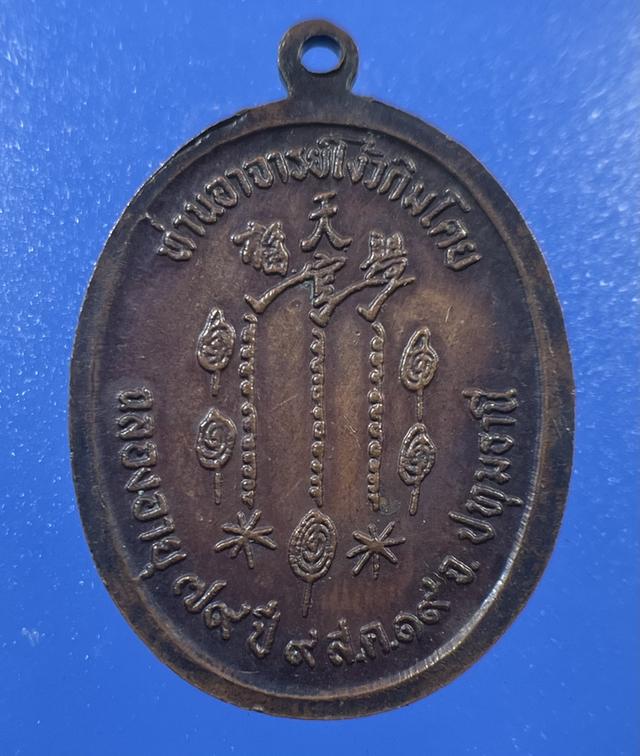 ท่านอาจารย์โง้วกิมโคย
天
官
ฉลองอายุ ๗๙ ปี ๙ ส.ค.๑๙ จ. ปทุมธานี